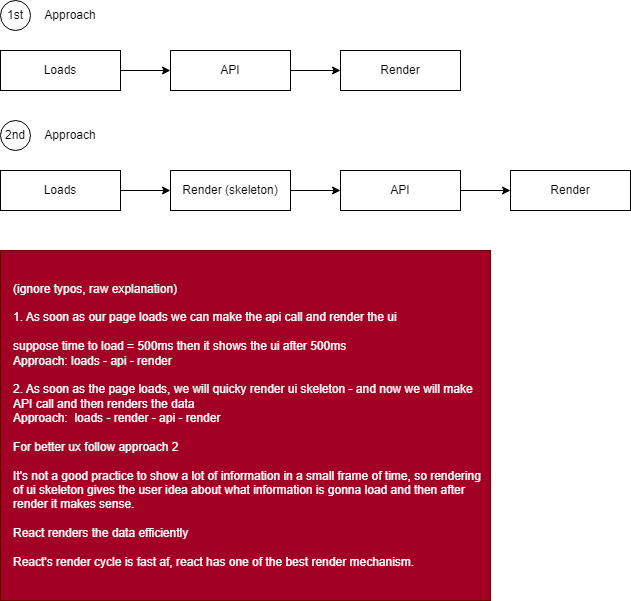 1st Approach
Loads API Render
2nd Approach
Loads Render (skeleton) API Render
(ignore typos, raw explanation)
1. As soon as our page loads we can make the api call and render the ui
suppose time to load = 500ms then it shows the ui after 500ms
Approach: loads - api - render
2. As soon as the page loads, we will quicky render ui skeleton - and now we will make
API call and then renders the data
Approach:  loads - render - api - render
For better ux follow approach 2
It's not a good practice to show a lot of information in a small frame of time, so rendering
of ui skeleton gives the user idea about what information is gonna load and then after
render it makes sense.
React renders the data efficiently
React's render cycle is fast af, react has one of the best render mechanism.